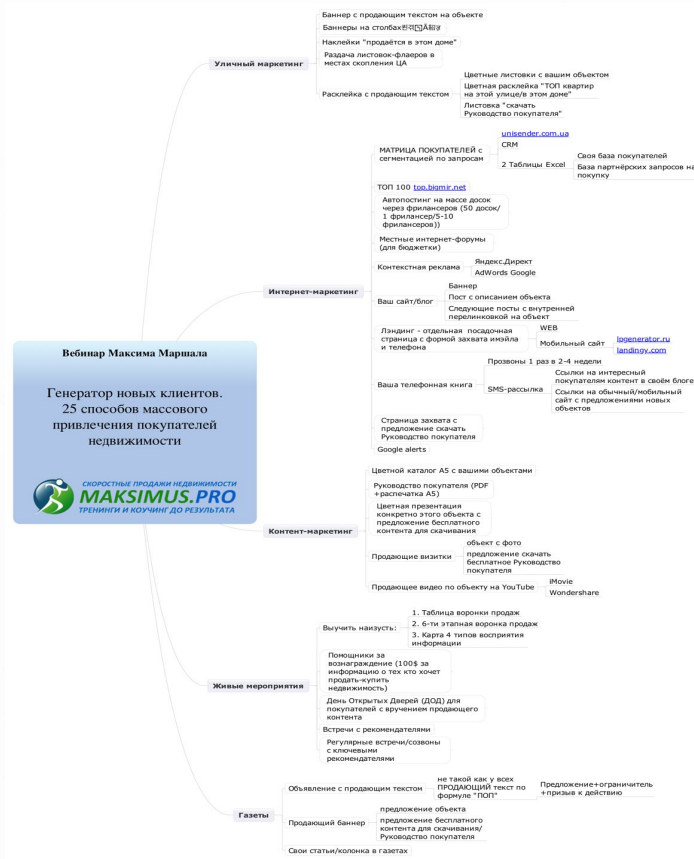 Вебинар Максима Маршала
Генератор новых клиентов.
25 способов массового
привлечения покупателей
недвижимости
СКОРОСТНЫЕ ПРОДАЖИ НЕДВИЖИМОСТИ
MAKSIMUS.PRO
ТРЕНИНГИ И КОУЧИНГ ДО РЕЗУЛЬТАТА
Уличный маркетинг
Баннер с продающим текстом на объекте
Баннеры на столбах
Наклейки "продаётся в этом доме"
Раздача листовок-флаеров в
местах скопления ЦА
Расклейка с продающим текстом
Цветные листовки с вашим объектом
Цветная расклейка "ТОП квартир
на этой улице/в этом доме"
Листовка "скачать
Руководство покупателя"
Интернет-маркетинг
МАТРИЦА ПОКУПАТЕЛЕЙ с
сегментацией по запросам
unisender.com.ua
CRM
2 Таблицы Excel
Своя база покупателей
База партнёрских запросов на
покупку
ТОП 100 top.bigmir.net
Автопостинг на массе досок
через фрилансеров (50 досок/
1 фрилансер/5-10
фрилансеров))
Местные интернет-форумы
(для бюджетки)
Контекстная реклама
Яндекс.Директ
AdWords Google
Ваш сайт/блог
Баннер
Пост с описанием объекта
Следующие посты с внутренней
перелинковкой на объект
Лэндинг - отдельная посадочная
страница с формой захвата имэйла
и телефона
WEB
Мобильный сайт
lpgenerator.ru
landingy.com
Ваша телефонная книга
Прозвоны 1 раз в 2-4 недели
SMS-рассылка
Ссылки на интересный
покупателям контент в своём блоге
Ссылки на обычный/мобильный
сайт с предложениями новых
объектов
Страница захвата с
предложение скачать
Руководство покупателя
Google alerts
Контент-маркетинг
Цветной каталог А5 с вашими объектами
Руководство покупателя (PDF
+распечатка А5)
Цветная презентация
конкретно этого объекта с
предложение бесплатного
контента для скачивания
Продающие визитки
объект с фото
предложение скачать
бесплатное Руководство
покупателя
Продающее видео по объекту на YouTube
iMovie
Wondershare
Живые мероприятия
Выучить наизусть:
1. Таблица воронки продаж
2. 6-ти этапная воронка продаж
3. Карта 4 типов восприятия
информации
Помощники за
вознаграждение (100$ за
информацию о тех кто хочет
продать-купить
недвижимость)
День Открытых Дверей (ДОД) для
покупателей с вручением продающего
контента
Встречи с рекомендателями
Регулярные встречи/созвоны
с ключевыми
рекомендателями
Газеты
Объявление с продающим текстом
не такой как у всех
ПРОДАЮЩИЙ текст по
формуле "ПОП"
Предложение+ограничитель
+призыв к действию
Продающий баннер
предложение объекта
предложение бесплатного
контента для скачивания/
Руководство покупателя
Свои статьи/колонка в газетах